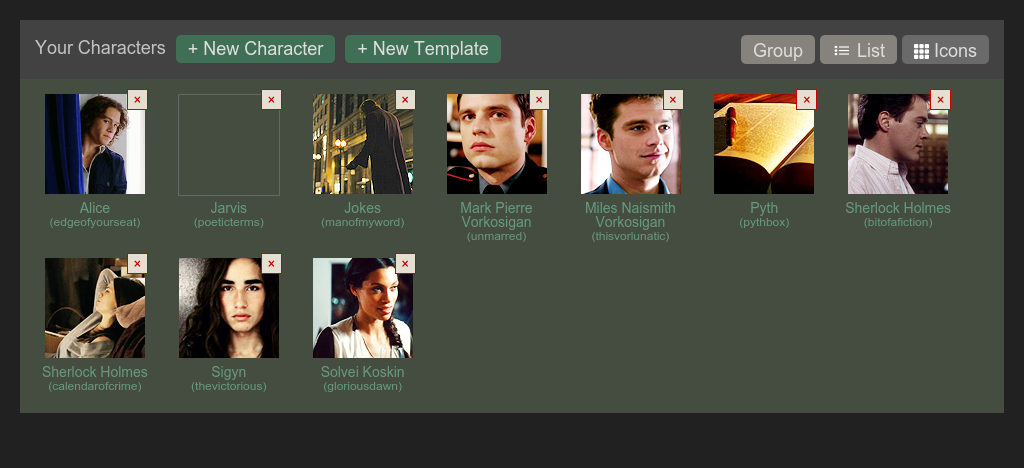 Your Characters
+ New Character
+ New Template
Group
List
Icons
× × × × × × ×
Alice
(edgeofyourseat)
Jarvis
(poeticterms)
Jokes
(manofmyword)
Mark Pierre
Vorkosigan
(unmarred)
Miles Naismith
Vorkosigan
(thisvorlunatic)
Pyth
(pythbox)
Sherlock Holmes
(bitofafiction)
× × ×
Sherlock Holmes
(calendarofcrime)
Sigyn
(thevictorious)
Solvei Koskin
(gloriousdawn)